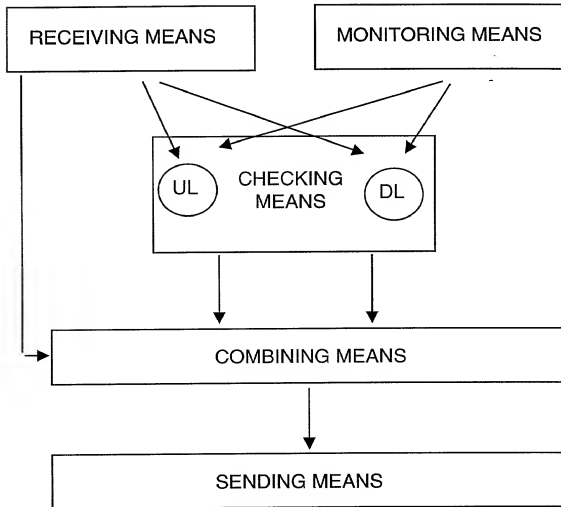 RECEIVING MEANS
MONITORING MEANS
UL
CHECKING
MEANS
DL
COMBINING MEANS
SENDING MEANS